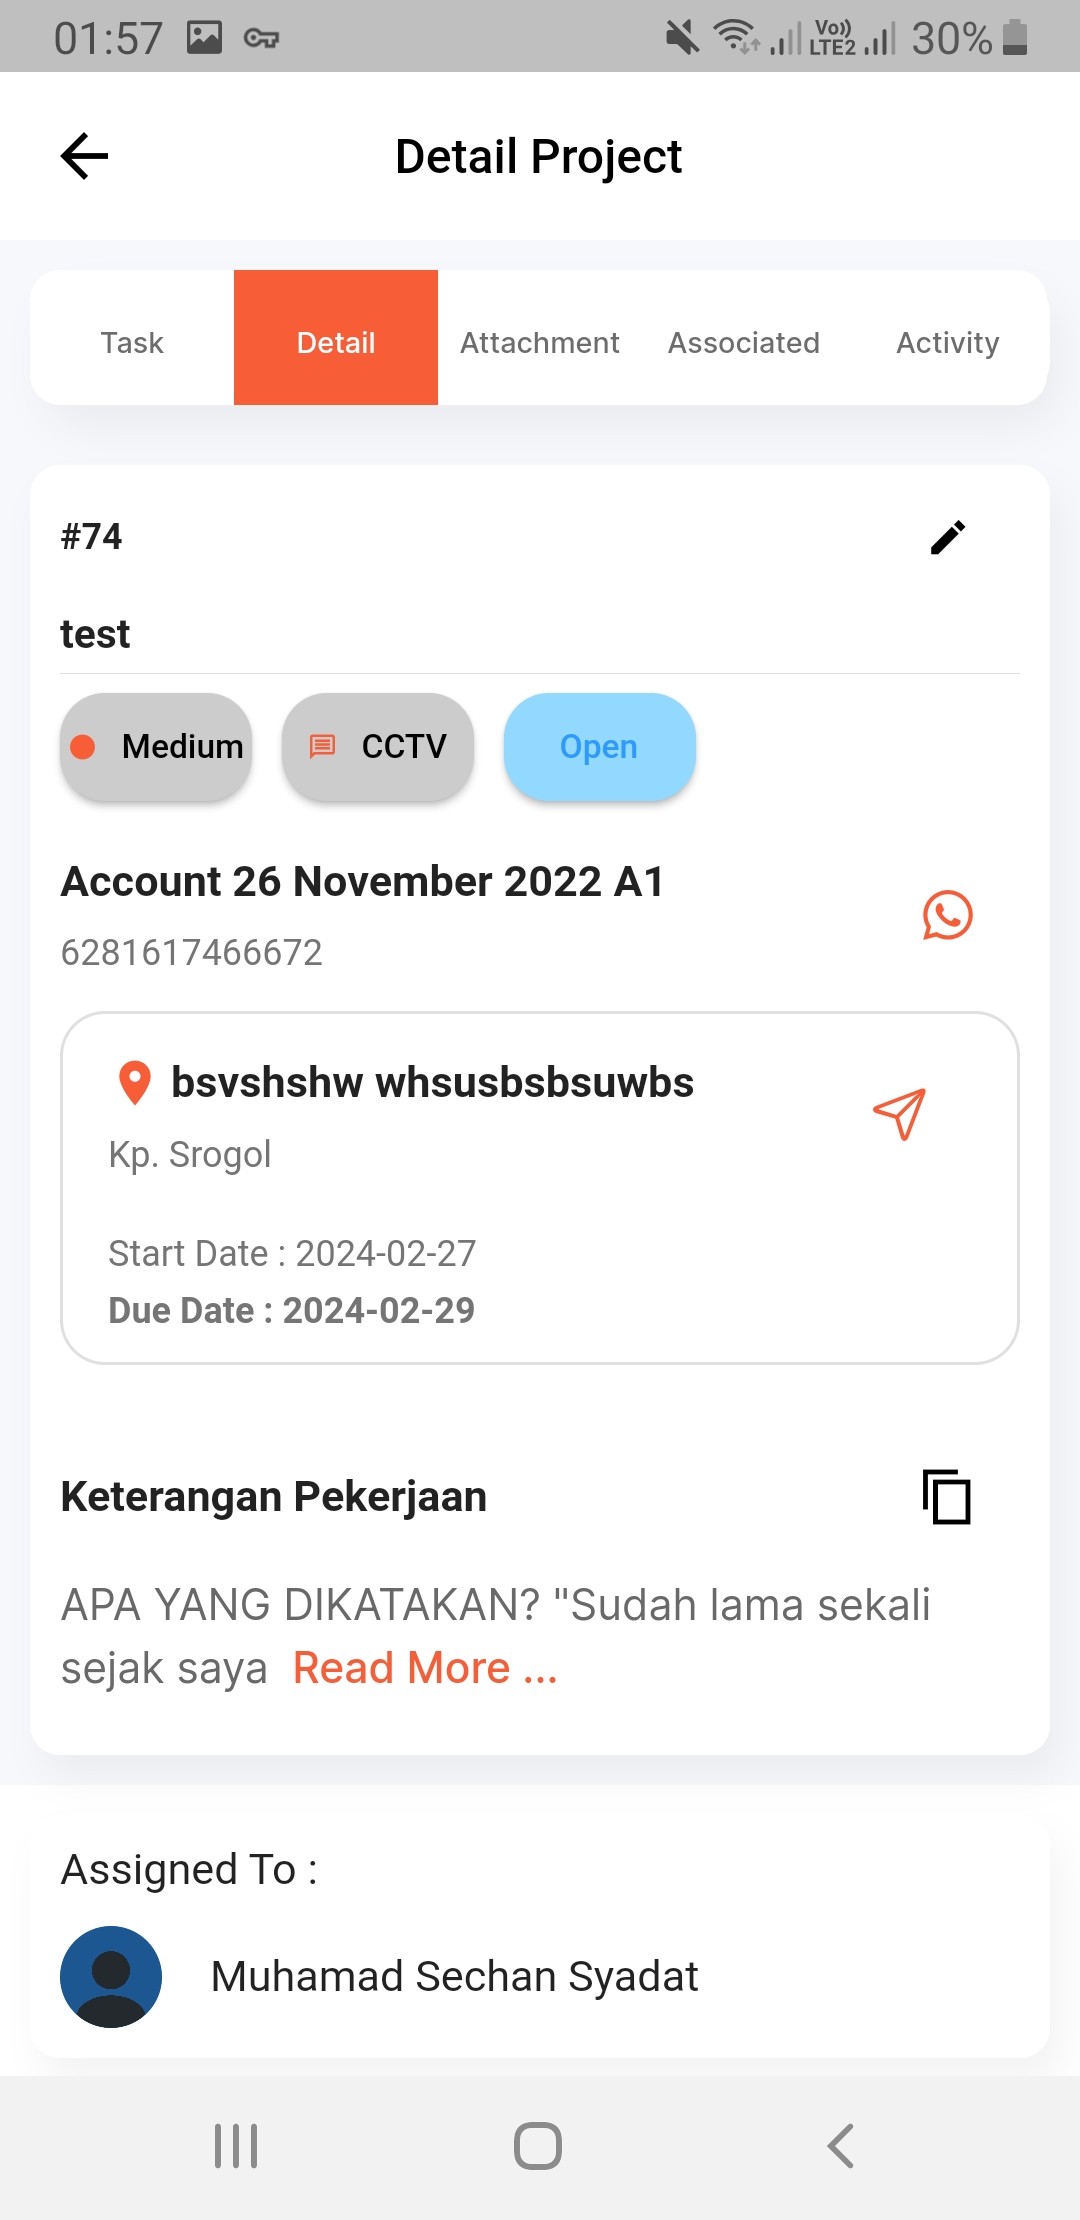 01:57 Vo)) LTE2 30%
Detail Project
Task Detail Attachment Associated Activity
#74
test
Medium CCTV Open
Account 26 November 2022 A1
6281617466672
bsvshshw whsusbsbsuwbs
Kp. Srogol
Start Date : 2024-02-27
Due Date : 2024-02-29
Keterangan Pekerjaan
APA YANG DIKATAKAN? "Sudah lama sekali
sejak saya Read More ...
Assigned To :
Muhamad Sechan Syadat